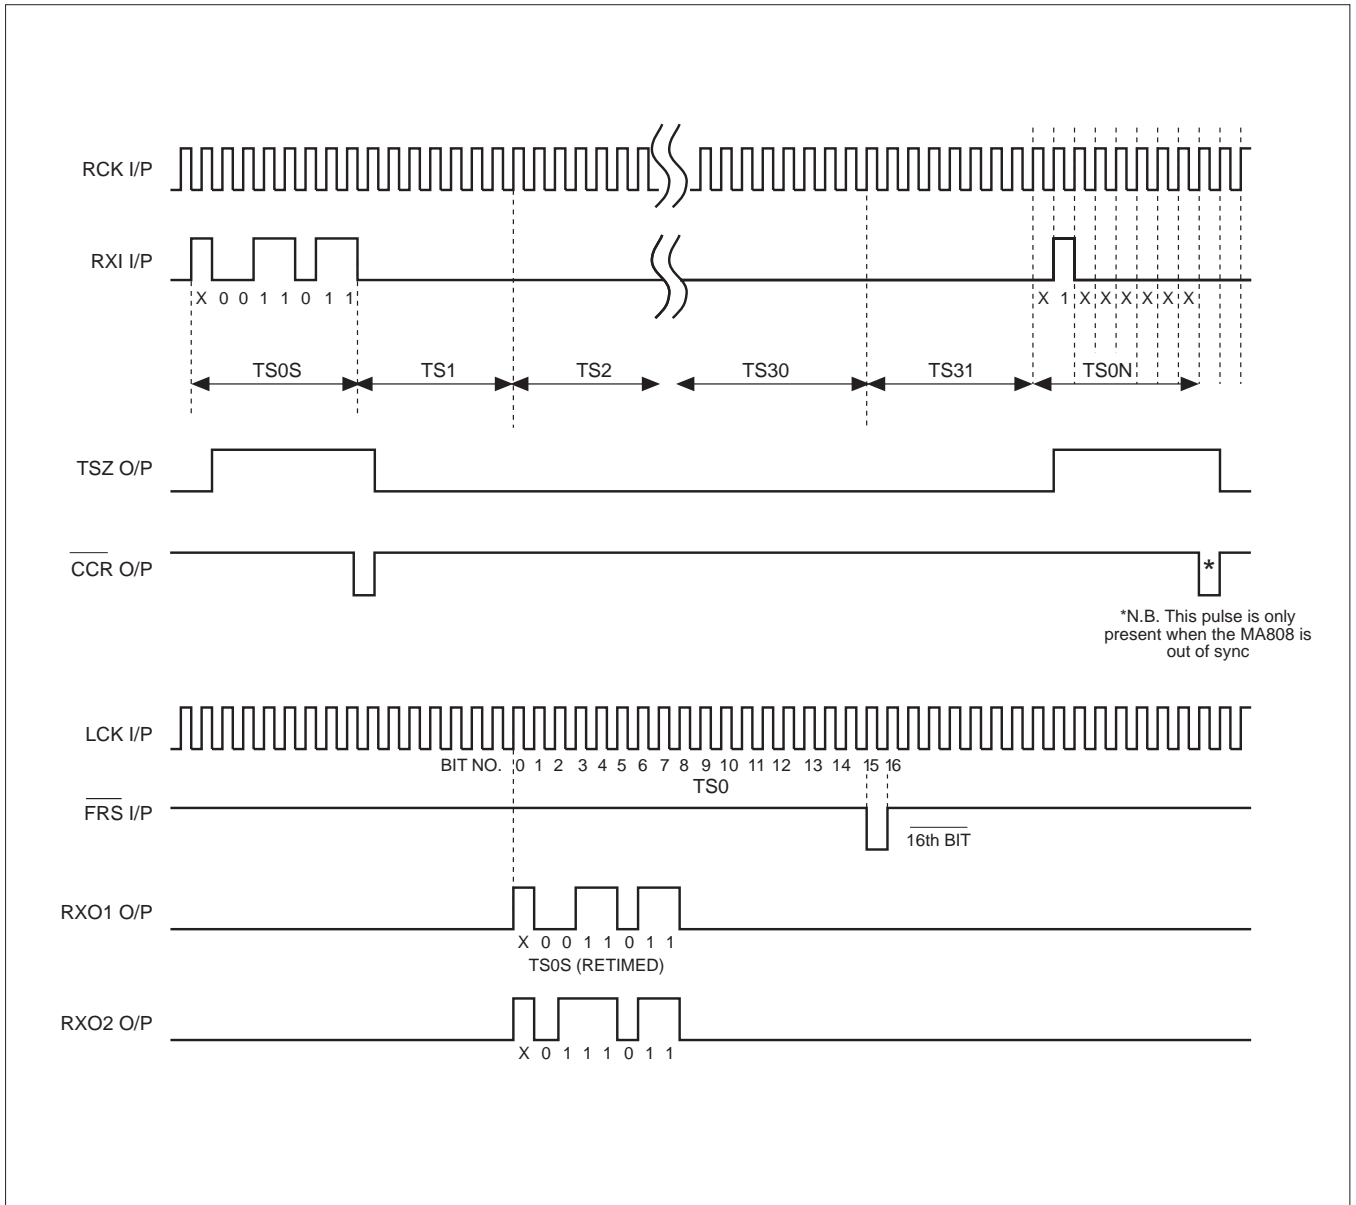 RCK I/P
RXI I/P
X 0 0 1 1 0 1 1
X 1 X X X X X X
TS0S TS1 TS2 TS30 TS31 TS0N
TSZ O/P
CCR O/P
*
*N.B. This pulse is only
present when the MA808 is
out of sync
LCK I/P
BIT NO. 0 1 2 3 4 5 6 7 8 9 10 11 12 13 14 15 16
TS0
FRS I/P
16th BIT
RXO1 O/P
X 0 0 1 1 0 1 1
TS0S (RETIMED)
RXO2 O/P
X 0 1 1 1 0 1 1